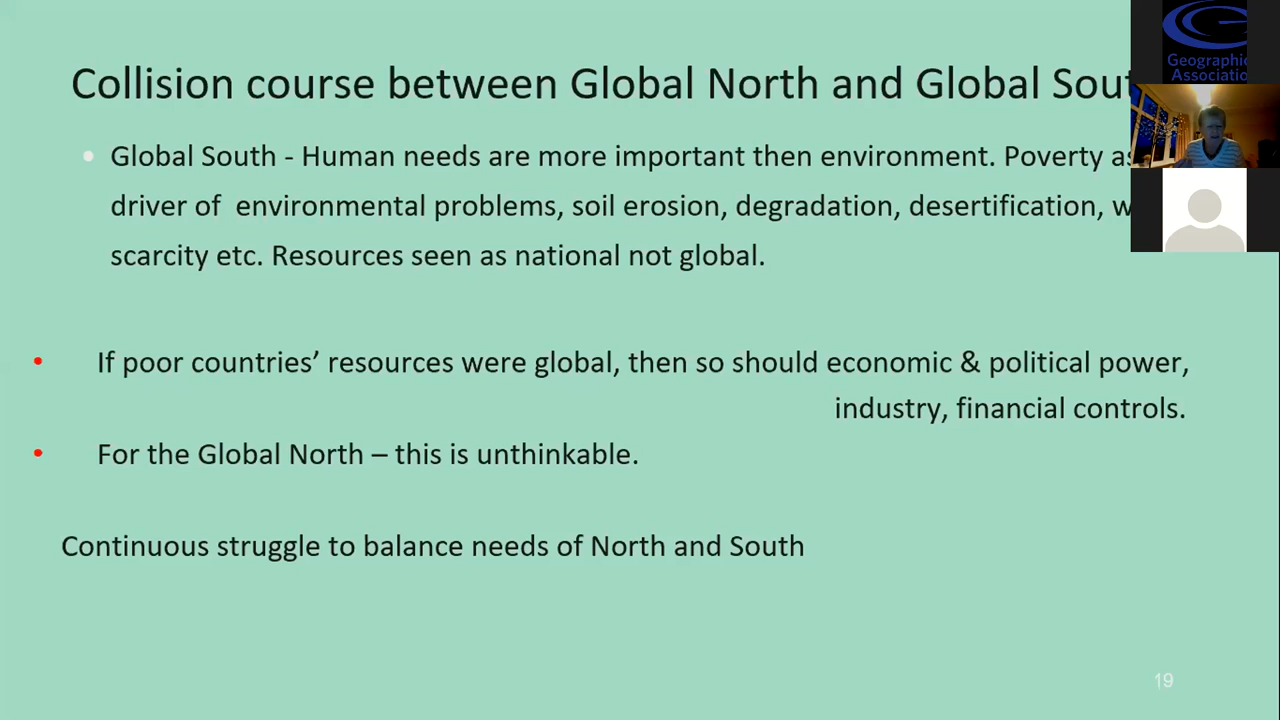 Collision course between Global North and Global Sout
Global South - Human needs are more important then environment. Poverty as
driver of environmental problems, soil erosion, degradation, desertification, w
scarcity etc. Resources seen as national not global.
If poor countries’ resources were global, then so should economic & political power,
industry, financial controls.
For the Global North – this is unthinkable.
Continuous struggle to balance needs of North and South
19
Geographic
Associatio